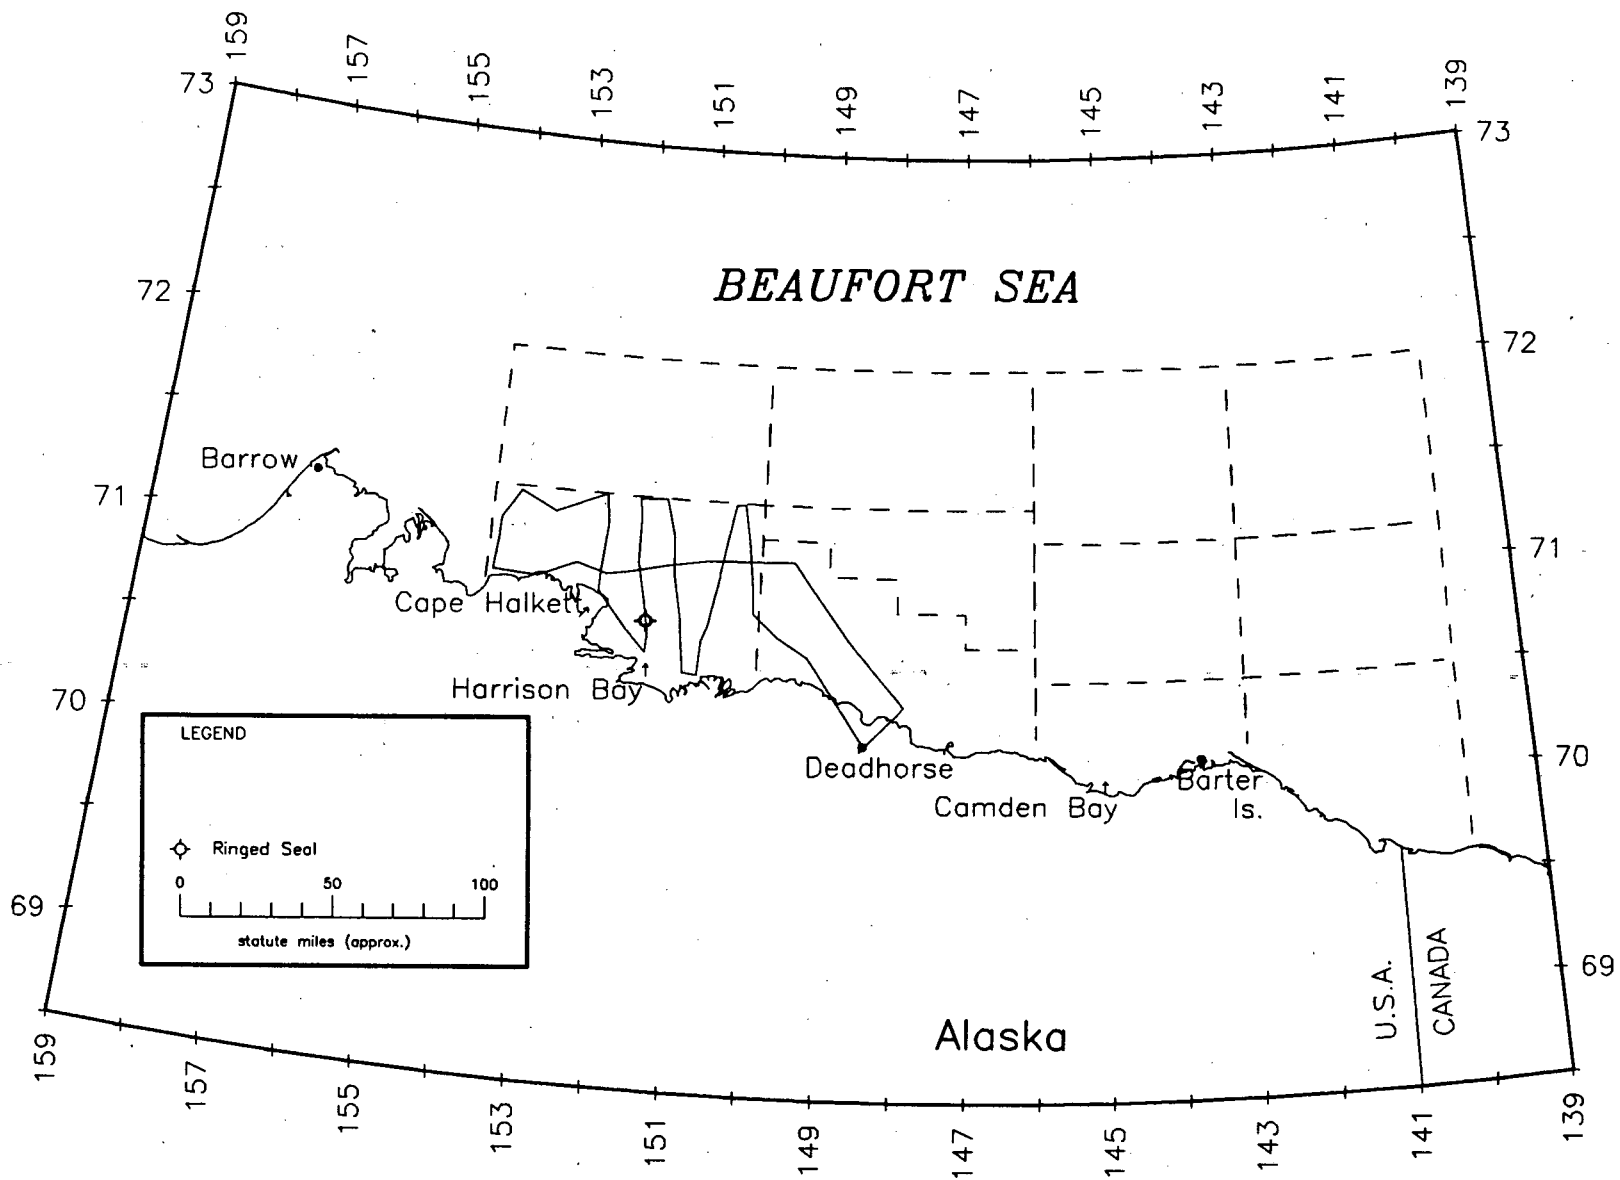 159 157 155 153 151 149 147 145 143 141 139
73 73
BEAUFORT SEA
72 72
Barrow
71 71
Cape Halkett
Harrison Bay
70 70
Deadhorse
Camden Bay
Barter
Is.
LEGEND
Ringed Seal
0 50 100
statute miles (approx.)
69 69
U.S.A.
CANADA
Alaska
159 157 155 153 151 149 147 145 143 141 139